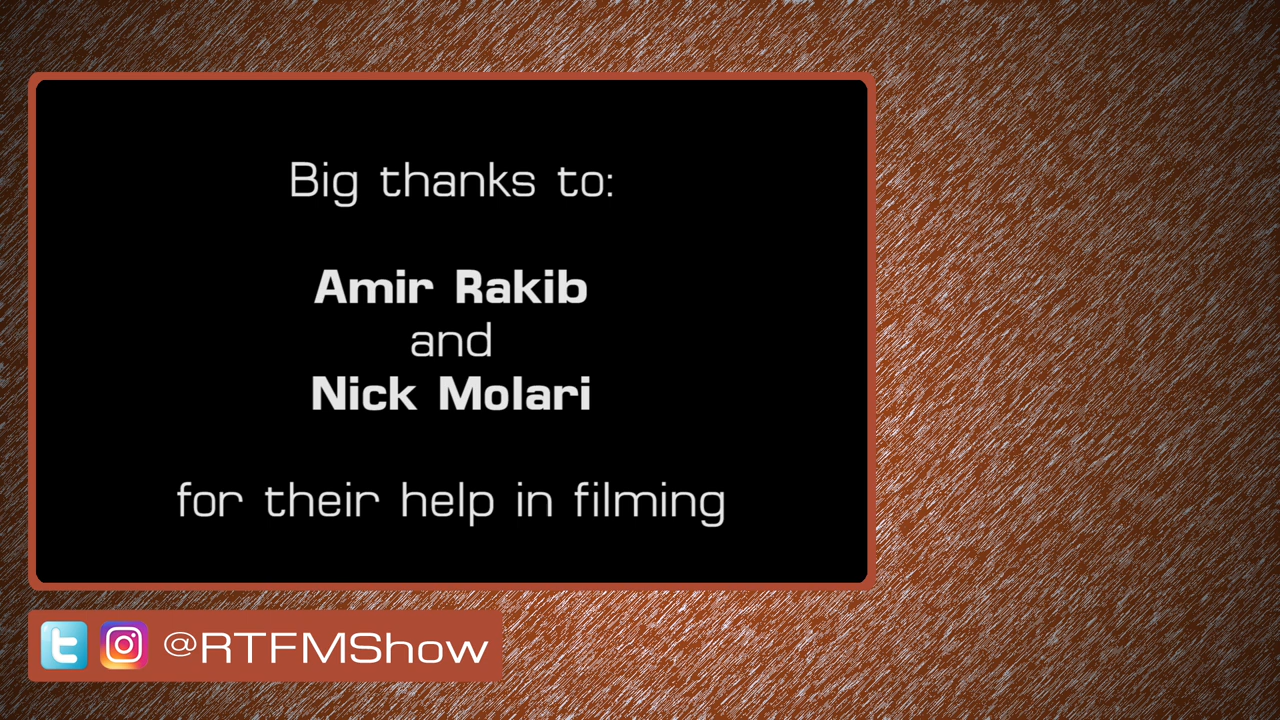 Big thanks to:
Amir Rakib
and
Nick Molari
for their help in filming
@RTFMShow